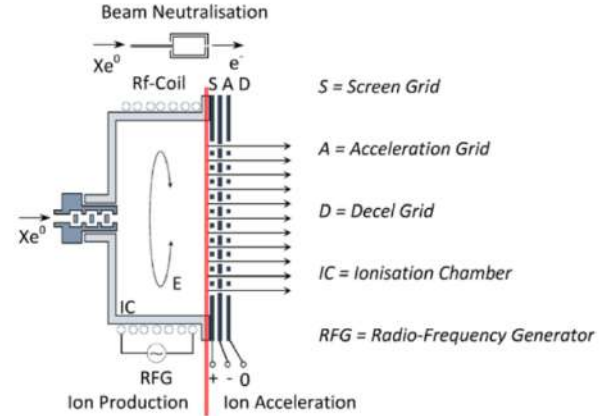 Beam Neutralisation
Xe⁰
e⁻
Rf-Coil
S A D
S = Screen Grid
A = Acceleration Grid
D = Decel Grid
Xe⁰
E
IC = Ionisation Chamber
IC
RFG = Radio-Frequency Generator
~
RFG
+ - 0
Ion Production
Ion Acceleration